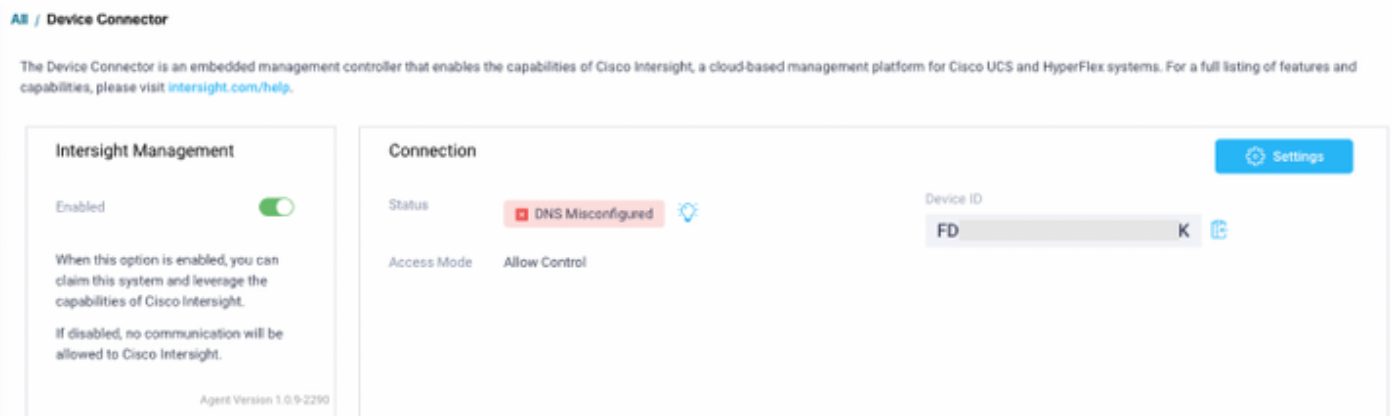 All / Device Connector
The Device Connector is an embedded management controller that enables the capabilities of Cisco Intersight, a cloud-based management platform for Cisco UCS and HyperFlex systems. For a full listing of features and
capabilities, please visit intersight.com/help.
Intersight Management
Enabled
When this option is enabled, you can
claim this system and leverage the
capabilities of Cisco Intersight.
If disabled, no communication will be
allowed to Cisco Intersight.
Agent Version 1.0.9-2290
Connection
Settings
Status
DNS Misconfigured
Device ID
FD K
Access Mode Allow Control